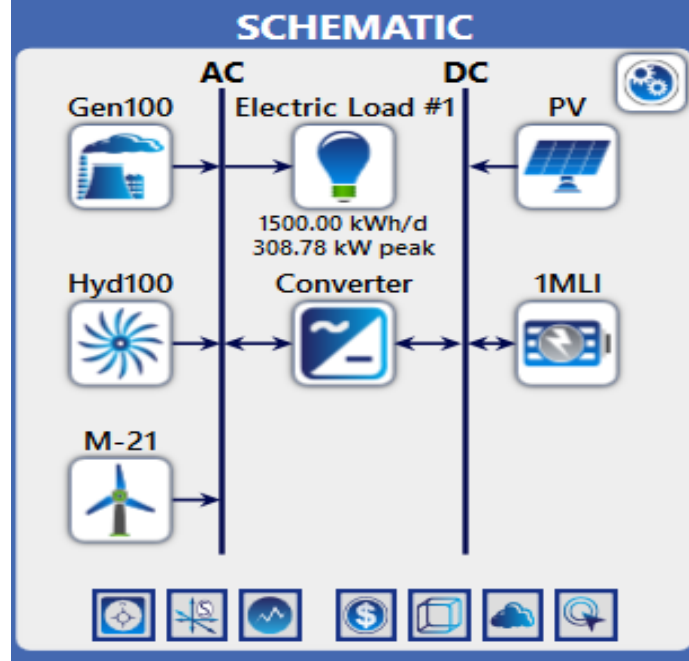 SCHEMATIC
AC DC
Gen100 Electric Load #1 PV
1500.00 kWh/d
308.78 kW peak
Hyd100 Converter 1MLI
M-21
S
$